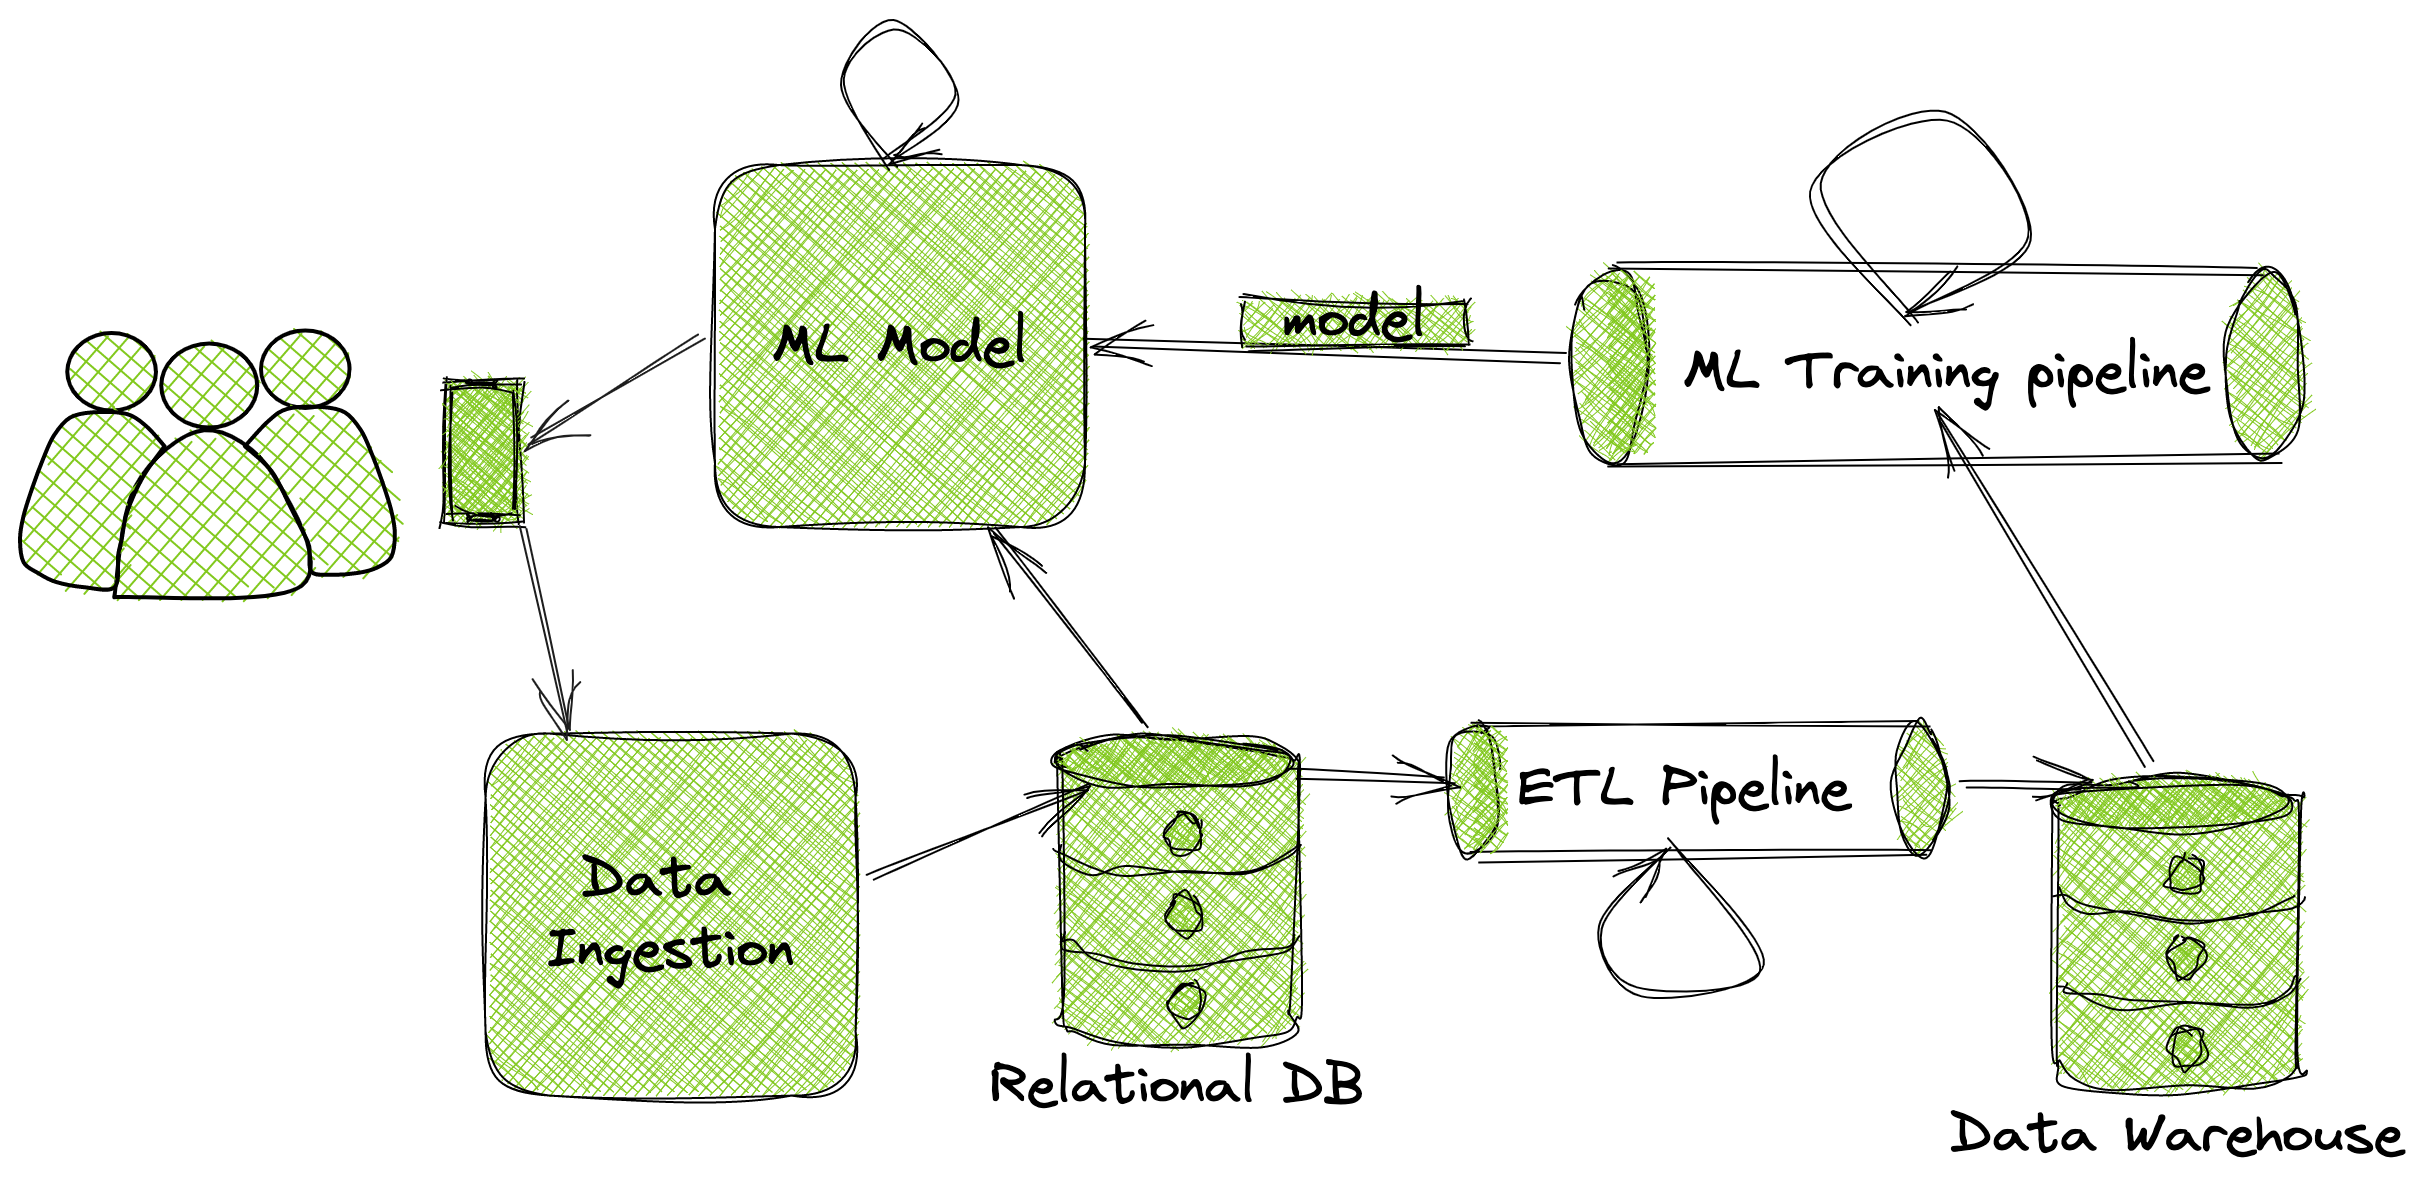 ML Model
model
ML Training pipeline
ETL Pipeline
Data
Ingestion
Relational DB
Data Warehouse